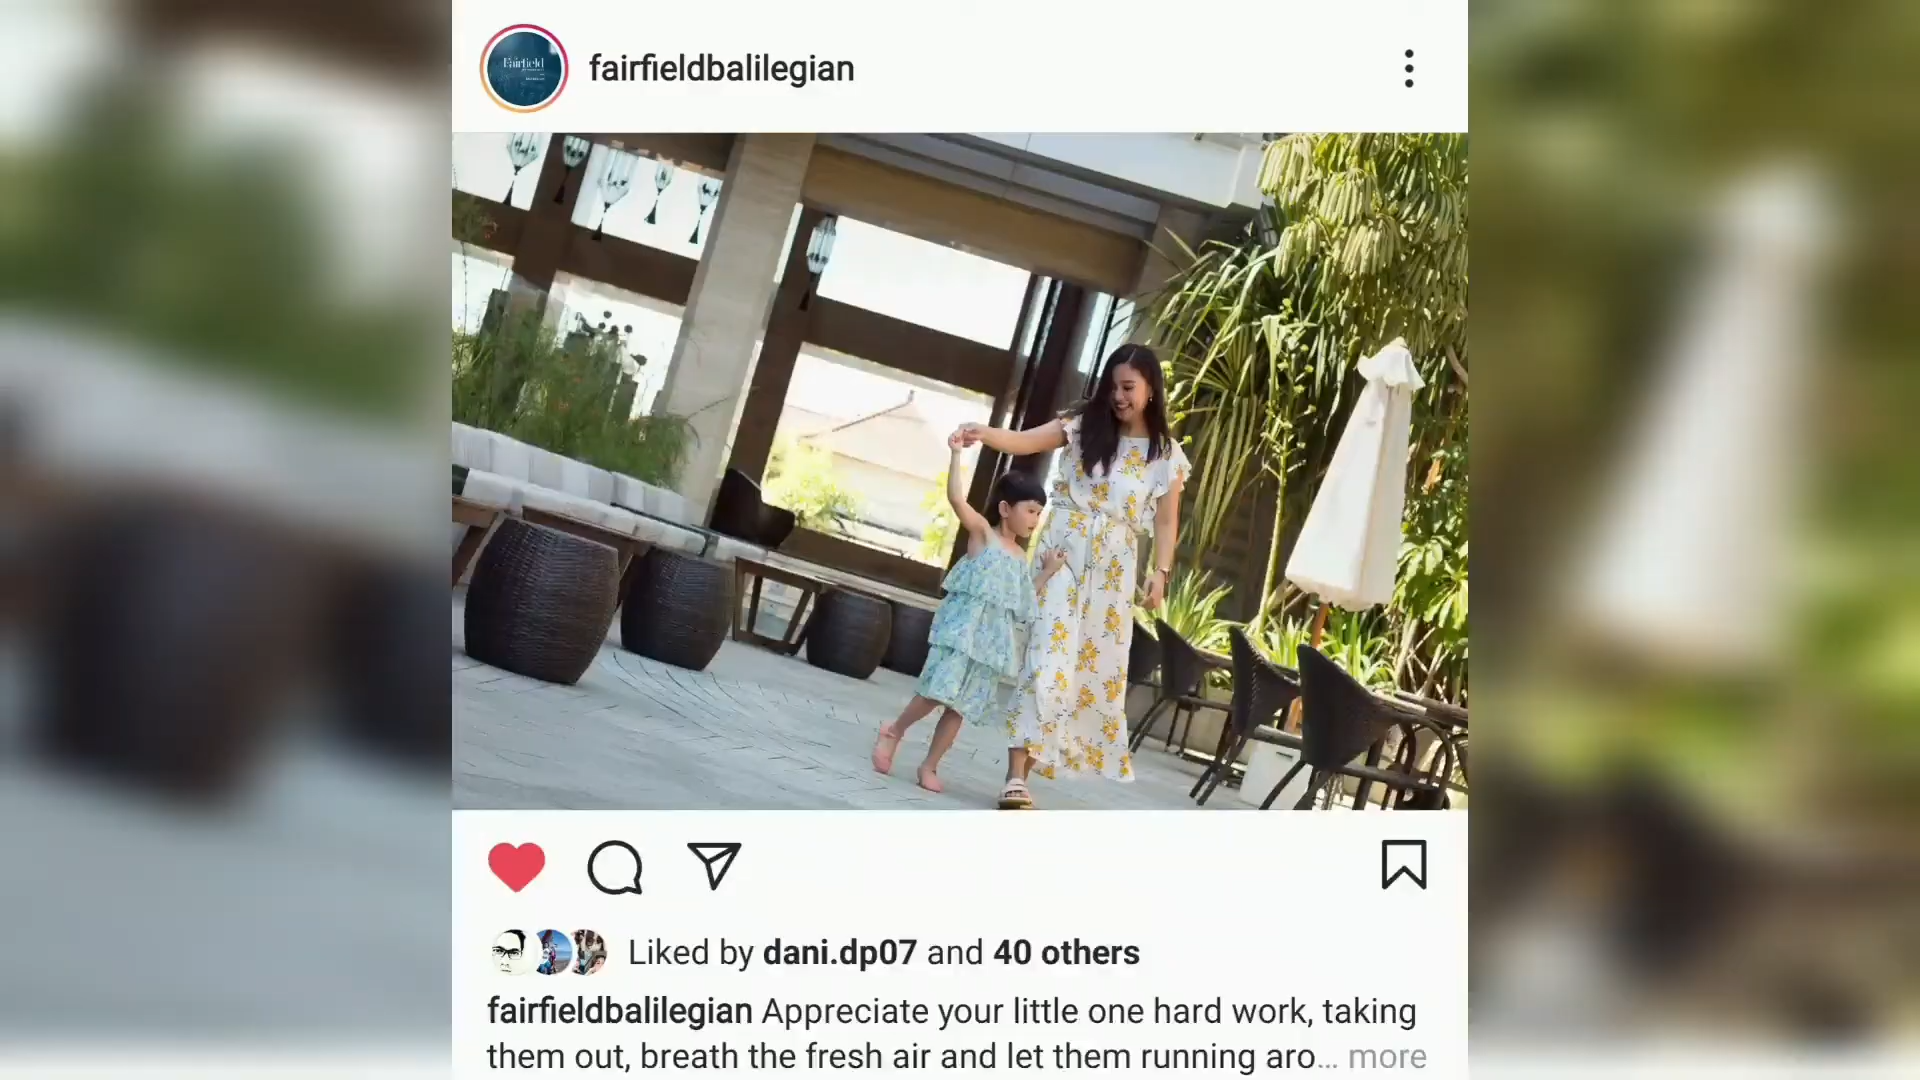 Fairfield
fairfieldbalilegian
Liked by dani.dp07 and 40 others
fairfieldbalilegian Appreciate your little one hard work, taking
them out, breath the fresh air and let them running aro... more